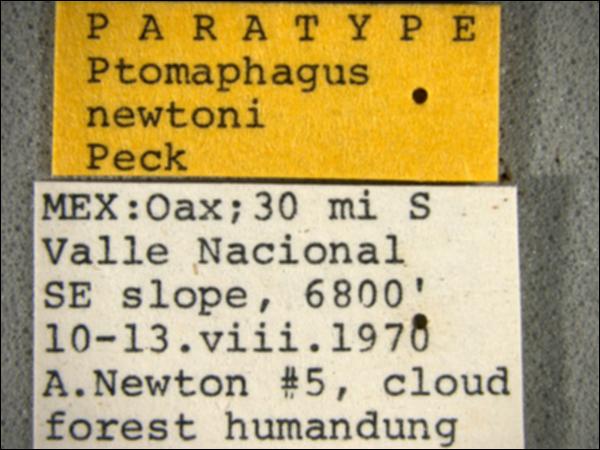 P A R A T Y P E
Ptomaphagus
newtoni
Peck
MEX:Oax;30 mi S
Valle Nacional
SE slope, 6800'
10-13.viii.1970
A.Newton #5, cloud
forest humandung